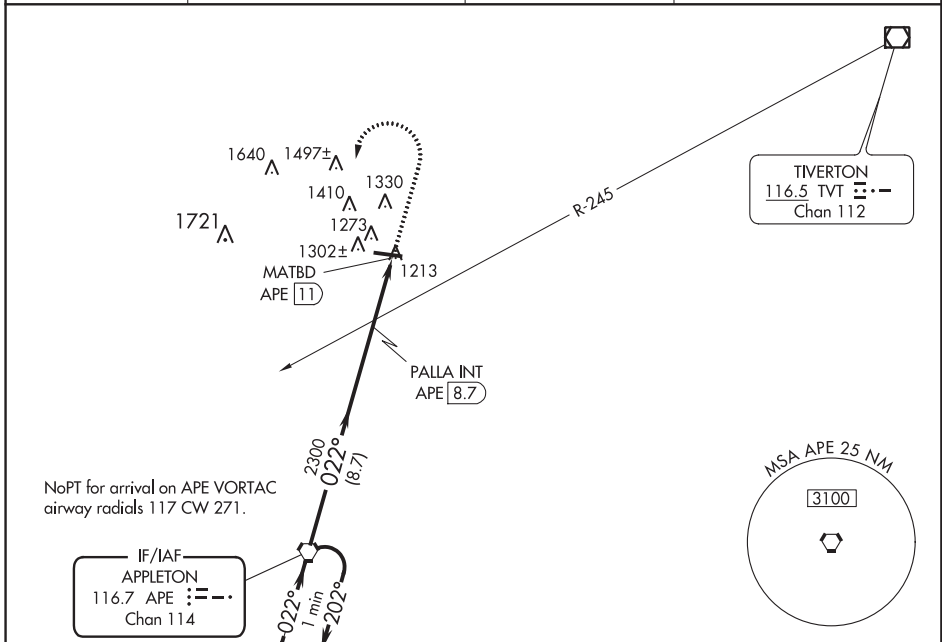 1640
1497±
1410
1330
1721
1273
1302±
1213
MATBD
APE 11
R-245
TIVERTON
116.5 TVT
Chan 112
PALLA INT
APE 8.7
2300
022°
(8.7)
NoPT for arrival on APE VORTAC
airway radials 117 CW 271.
IF/IAF
APPLETON
116.7 APE
Chan 114
022°
1 min
202°
MSA APE 25 NM
3100